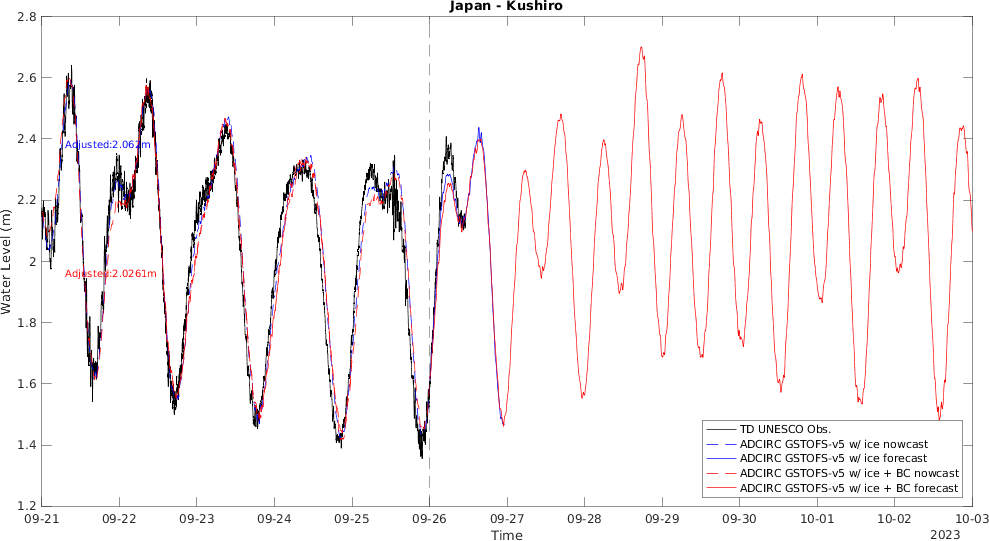 Japan - Kushiro
2.8
2.6
2.4
2.2
2
1.8
1.6
1.4
1.2
Water Level (m)
Adjusted:2.062m
Adjusted:2.0261m
TD UNESCO Obs.
ADCIRC GSTOFS-v5 w/ ice nowcast
ADCIRC GSTOFS-v5 w/ ice forecast
ADCIRC GSTOFS-v5 w/ ice + BC nowcast
ADCIRC GSTOFS-v5 w/ ice + BC forecast
09-21 09-22 09-23 09-24 09-25 09-26 09-27 09-28 09-29 09-30 10-01 10-02 10-03
Time
2023